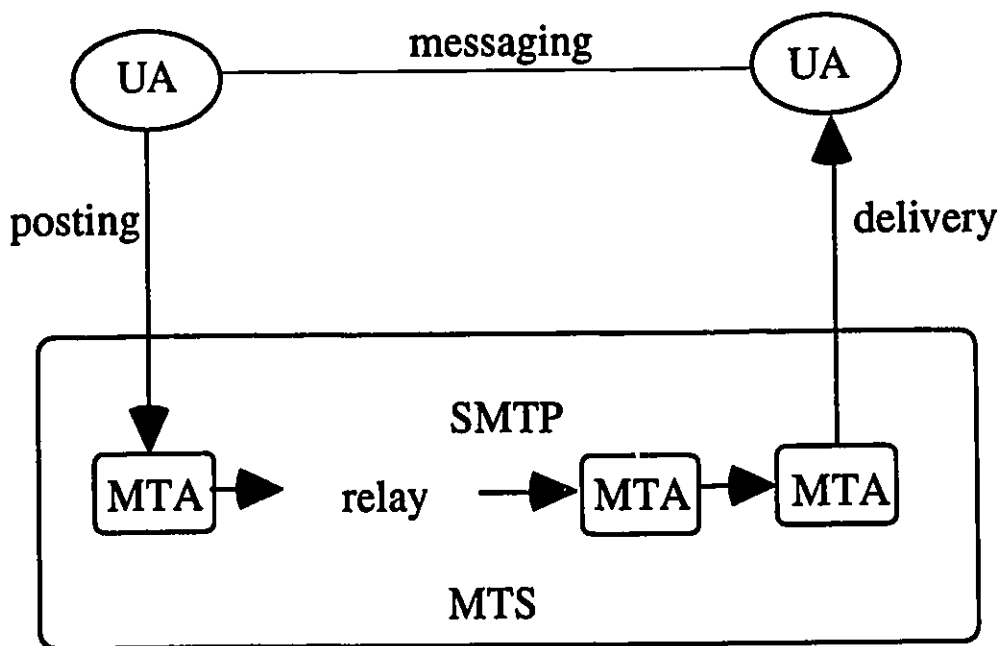 messaging
UA
UA
posting
delivery
SMTP
MTA
relay
MTA
MTA
MTS